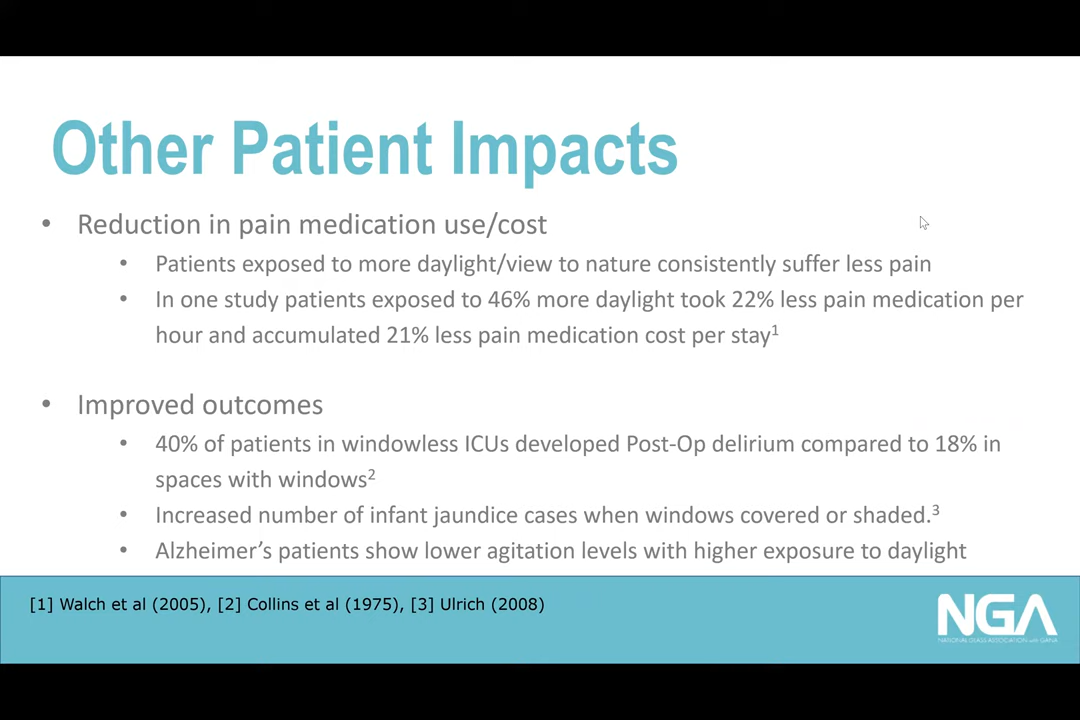 Other Patient Impacts
• Reduction in pain medication use/cost
• Patients exposed to more daylight/view to nature consistently suffer less pain
• In one study patients exposed to 46% more daylight took 22% less pain medication per
hour and accumulated 21% less pain medication cost per stay¹
• Improved outcomes
• 40% of patients in windowless ICUs developed Post-Op delirium compared to 18% in
spaces with windows²
• Increased number of infant jaundice cases when windows covered or shaded.³
• Alzheimer’s patients show lower agitation levels with higher exposure to daylight
[1] Walch et al (2005), [2] Collins et al (1975), [3] Ulrich (2008)
NGA
NATIONAL GLASS ASSOCIATION with GANA